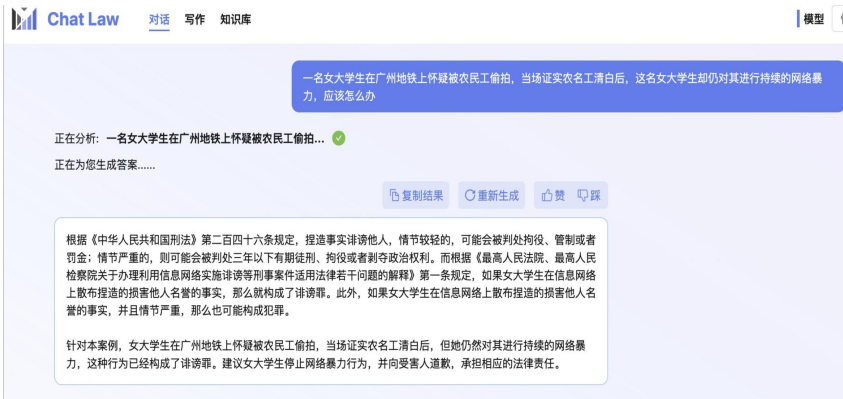 Chat Law 对话 写作 知识库 模型
一名女大学生在广州地铁上怀疑被农民工偷拍，当场证实农名工清白后，这名女大学生却仍对其进行持续的网络暴
力，应该怎么办
正在分析: 一名女大学生在广州地铁上怀疑被农民工偷拍...
正在为您生成答案......
复制结果 重新生成 赞 踩
根据《中华人民共和国刑法》第二百四十六条规定，捏造事实诽谤他人，情节较轻的，可能会被判处拘役、管制或者
罚金；情节严重的，则可能会被判处三年以下有期徒刑、拘役或者剥夺政治权利。而根据《最高人民法院、最高人民
检察院关于办理利用信息网络实施诽谤等刑事案件适用法律若干问题的解释》第一条规定，如果女大学生在信息网络
上散布捏造的损害他人名誉的事实，那么就构成了诽谤罪。此外，如果女大学生在信息网络上散布捏造的损害他人名
誉的事实，并且情节严重，那么也可能构成犯罪。
针对本案例，女大学生在广州地铁上怀疑被农民工偷拍，当场证实农名工清白后，但她仍然对其进行持续的网络暴
力，这种行为已经构成了诽谤罪。建议女大学生停止网络暴力行为，并向受害人道歉，承担相应的法律责任。